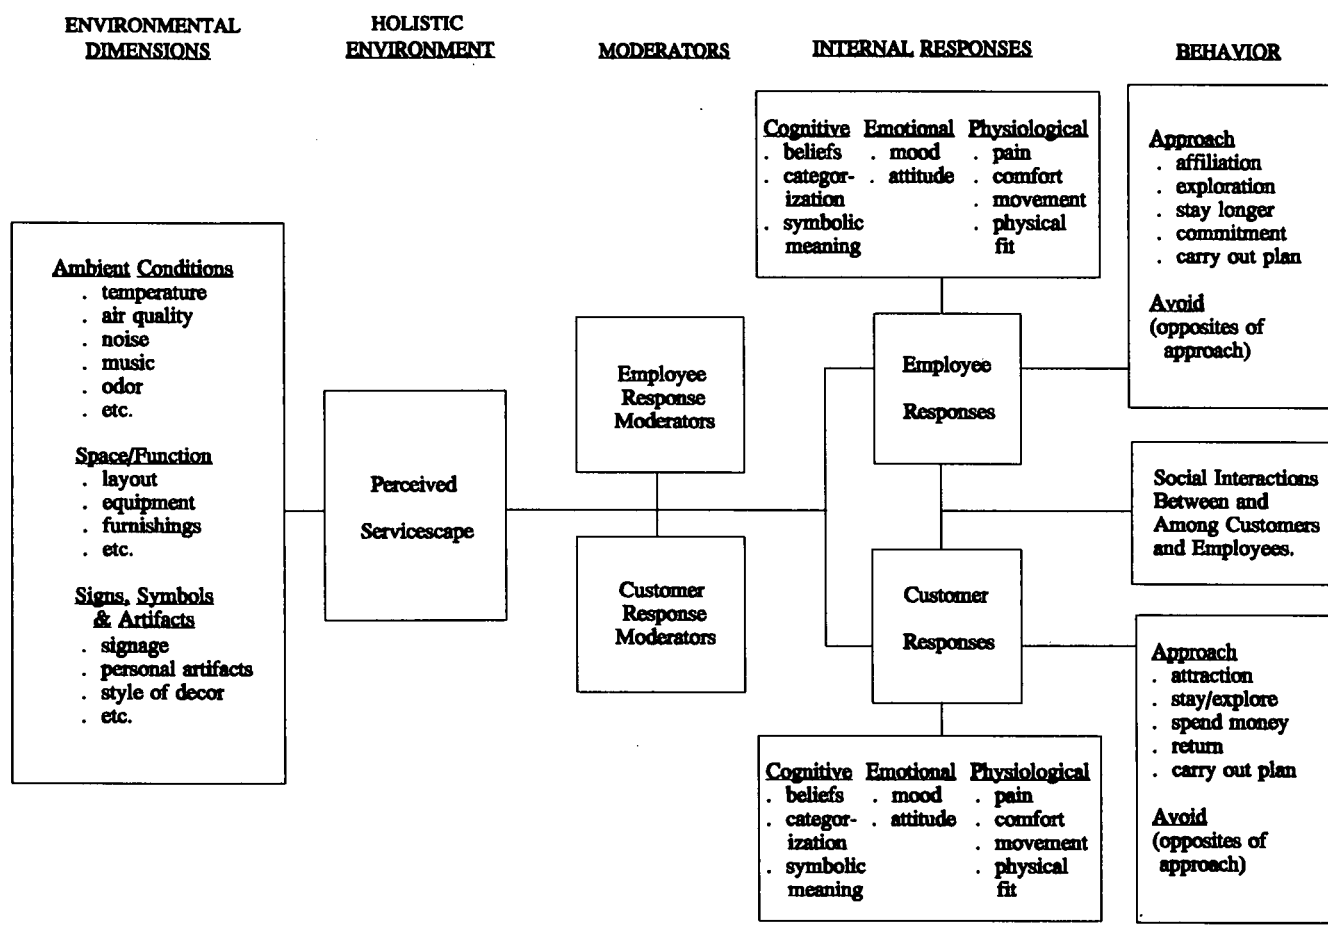 ENVIRONMENTAL
DIMENSIONS
HOLISTIC
ENVIRONMENT
MODERATORS
INTERNAL RESPONSES
BEHAVIOR
Ambient Conditions
. temperature
. air quality
. noise
. music
. odor
. etc.
Space/Function
. layout
. equipment
. furnishings
. etc.
Signs, Symbols
& Artifacts
. signage
. personal artifacts
. style of decor
. etc.
Perceived
Servicescape
Employee
Response
Moderators
Customer
Response
Moderators
Cognitive
. beliefs
. categor-
ization
. symbolic
meaning
Emotional
. mood
. attitude
Physiological
. pain
. comfort
. movement
. physical
fit
Employee
Responses
Customer
Responses
Cognitive
. beliefs
. categor-
ization
. symbolic
meaning
Emotional
. mood
. attitude
Physiological
. pain
. comfort
. movement
. physical
fit
Approach
. affiliation
. exploration
. stay longer
. commitment
. carry out plan
Avoid
(opposites of
approach)
Social Interactions
Between and
Among Customers
and Employees.
Approach
. attraction
. stay/explore
. spend money
. return
. carry out plan
Avoid
(opposites of
approach)